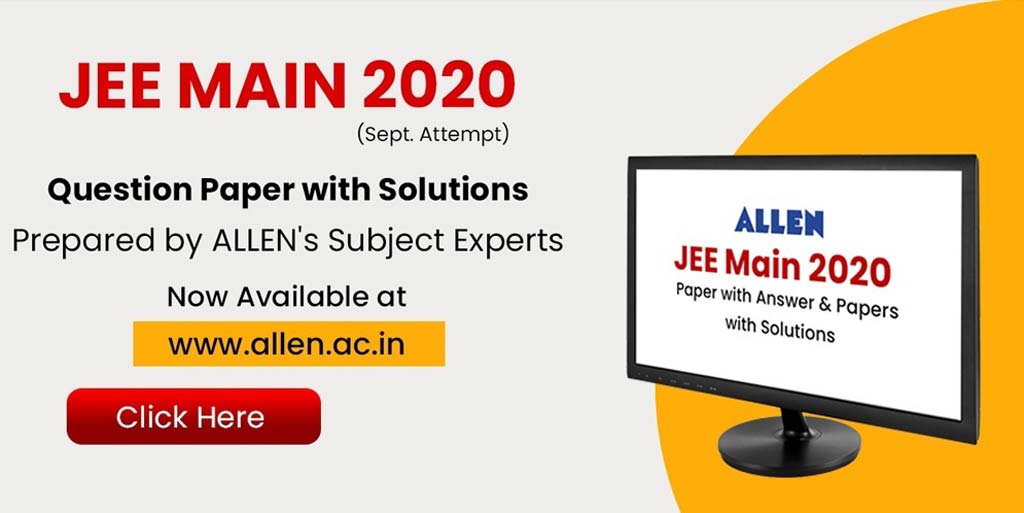 JEE MAIN 2020
(Sept. Attempt)
Question Paper with Solutions
Prepared by ALLEN's Subject Experts
Now Available at
www.allen.ac.in
Click Here
ALLEN
JEE Main 2020
Paper with Answer & Papers
with Solutions